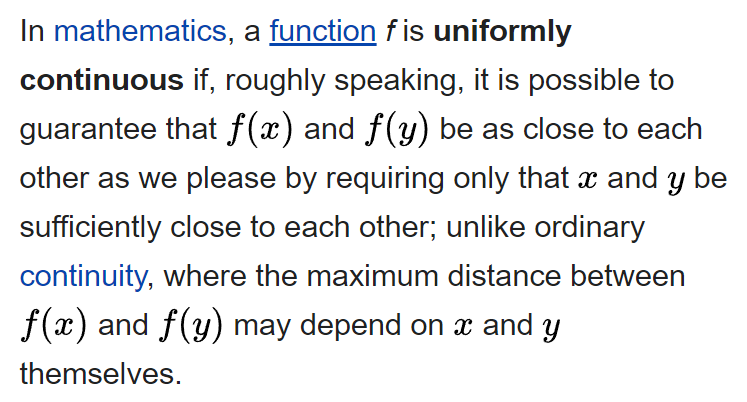 In mathematics, a function f is uniformly
continuous if, roughly speaking, it is possible to
guarantee that f(x) and f(y) be as close to each
other as we please by requiring only that x and y be
sufficiently close to each other; unlike ordinary
continuity, where the maximum distance between
f(x) and f(y) may depend on x and y
themselves.